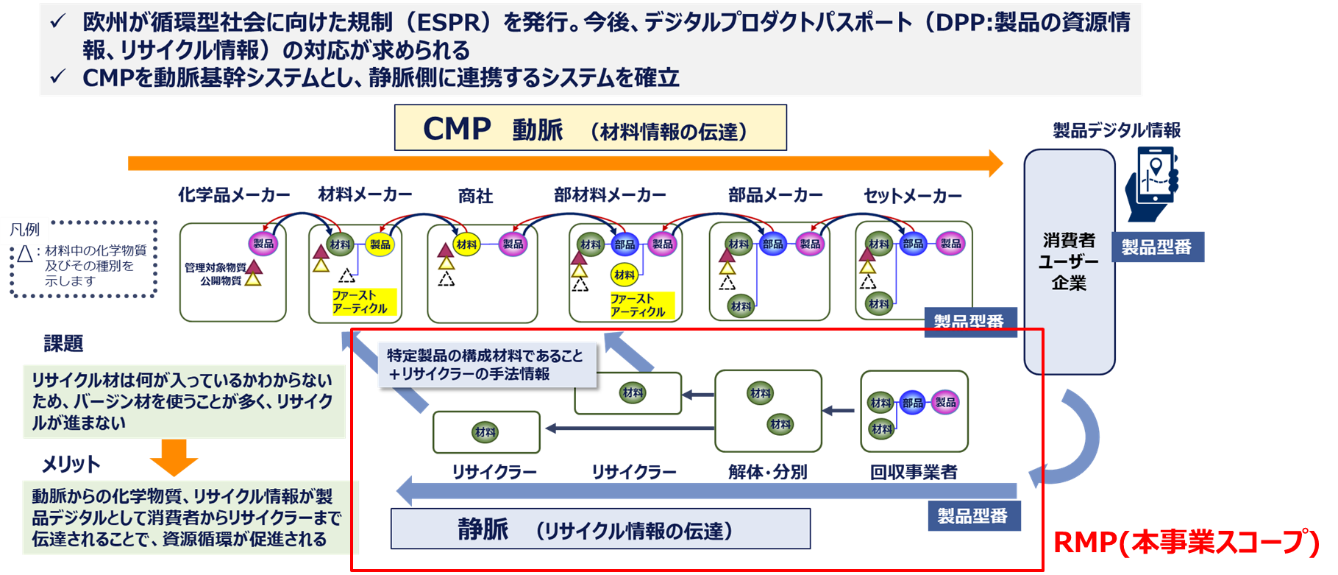 ✓ 欧州が循環型社会に向けた規制（ESPR）を発行。今後、デジタルプロダクトパスポート（DPP:製品の資源情
報、リサイクル情報）の対応が求められる
✓ CMPを動脈基幹システムとし、静脈側に連携するシステムを確立
CMP 動脈 （材料情報の伝達）
製品デジタル情報
化学品メーカー
材料メーカー
商社
部材料メーカー
部品メーカー
セットメーカー
凡例
△：材料中の化学物質
及びその種別を
示します
製品
管理対象物質
公開物質
材料
製品
ファースト
アーティクル
材料
製品
材料
部品
製品
材料
ファースト
アーティクル
材料
部品
製品
材料
材料
部品
製品
材料
製品型番
消費者
ユーザー
企業
製品型番
課題
リサイクル材は何が入っているかわからない
ため、バージン材を使うことが多く、リサイク
ルが進まない
メリット
動脈からの化学物質、リサイクル情報が製
品デジタルとして消費者からリサイクラーまで
伝達されることで、資源循環が促進される
特定製品の構成材料であること
＋リサイクラーの手法情報
材料
材料
材料
材料
材料
部品
製品
材料
リサイクラー
リサイクラー
解体・分別
回収事業者
製品型番
静脈 （リサイクル情報の伝達）
RMP(本事業スコープ)